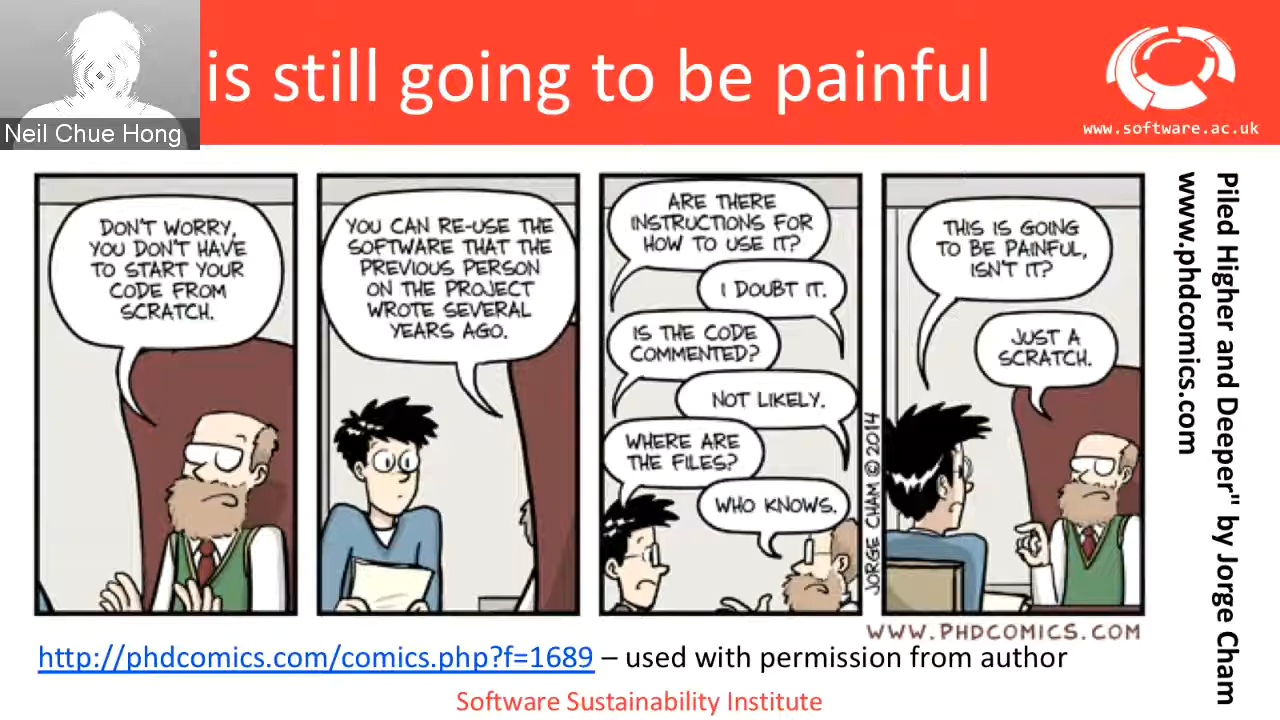 is still going to be painful
Neil Chue Hong
www.software.ac.uk
DON'T WORRY,
YOU DON'T HAVE
TO START YOUR
CODE FROM
SCRATCH.
YOU CAN RE-USE THE
SOFTWARE THAT THE
PREVIOUS PERSON
ON THE PROJECT
WROTE SEVERAL
YEARS AGO.
ARE THERE
INSTRUCTIONS FOR
HOW TO USE IT?
I DOUBT IT.
IS THE CODE
COMMENTED?
NOT LIKELY.
WHERE ARE
THE FILES?
WHO KNOWS.
JORGE CHAM © 2014
THIS IS GOING
TO BE PAINFUL,
ISN'T IT?
JUST A
SCRATCH.
WWW.PHDCOMICS.COM
Piled Higher and Deeper" by Jorge Cham
www.phdcomics.com
http://phdcomics.com/comics.php?f=1689 – used with permission from author
Software Sustainability Institute